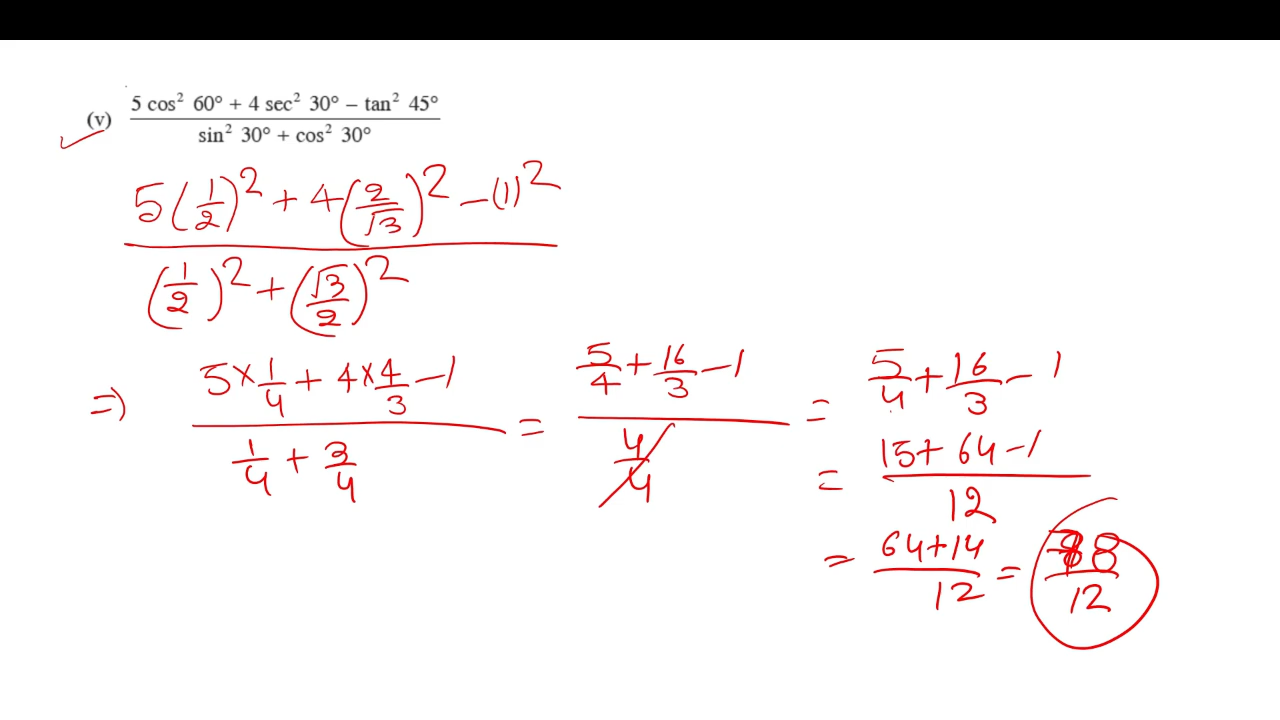 (v) (5 cos² 60° + 4 sec² 30° – tan² 45°) / (sin² 30° + cos² 30°)
(5(1/2)² + 4(2/√3)² – (1)²) / ((1/2)² + (√3/2)²)
=> (5×1/4 + 4×4/3 – 1) / (1/4 + 3/4) = (5/4 + 16/3 – 1) / (4/4) = 5/4 + 16/3 – 1
= (15 + 64 – 1) / 12
= (64+14) / 12 = 78/12